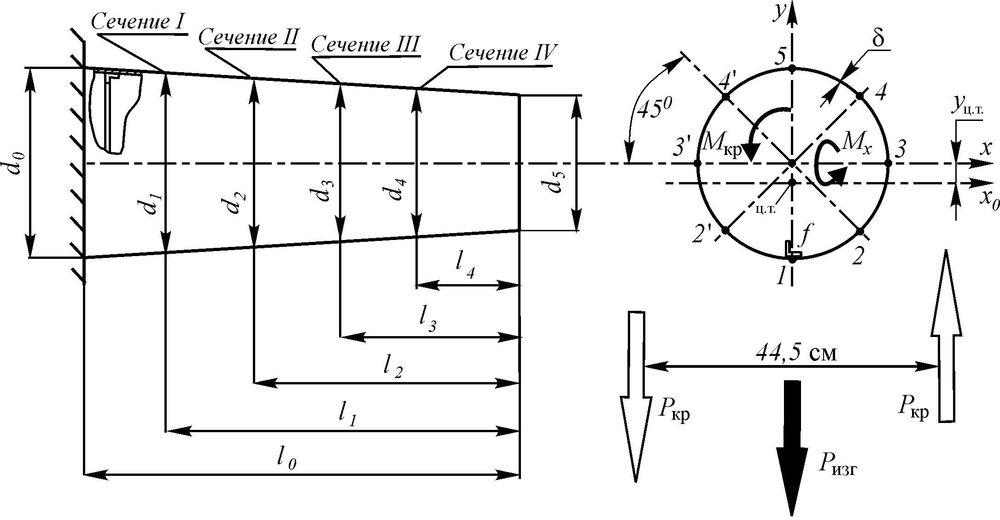 Сечение I
Сечение II
Сечение III
Сечение IV
d0
d1
d2
d3
d4
d5
l4
l3
l2
l1
l0
y
δ
5
4'
4
45⁰
yц.т.
3'
Mкр
Mx
3
x
x0
ц.т.
2'
f
2
1
44,5 см
Pкр
Pкр
Pизг